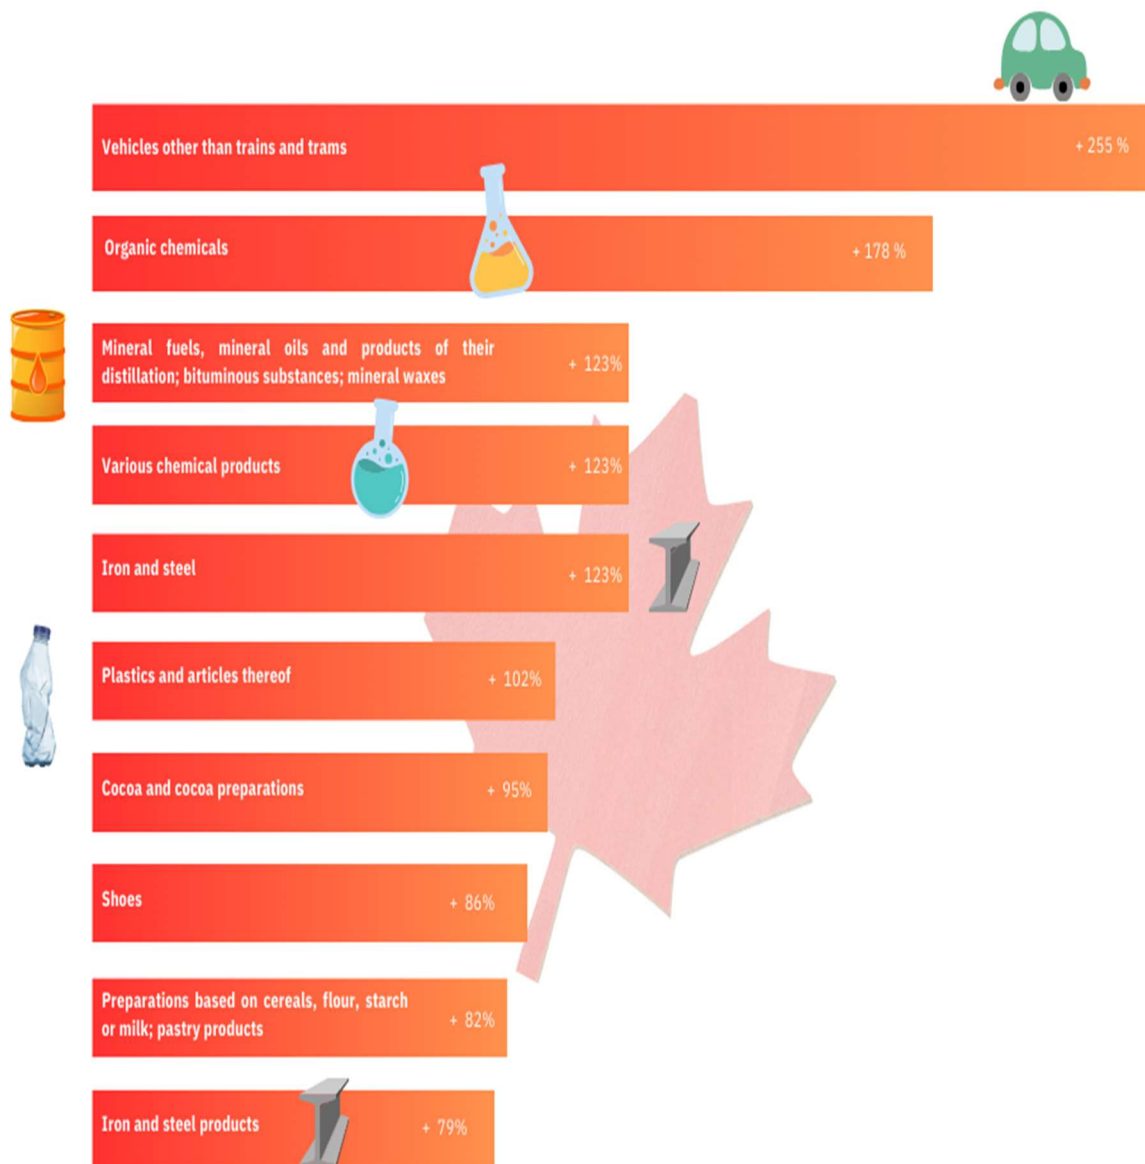 Vehicles other than trains and trams
+ 255 %
Organic chemicals
+ 178 %
Mineral fuels, mineral oils and products of their
distillation; bituminous substances; mineral waxes
+ 123%
Various chemical products
+ 123%
Iron and steel
+ 123%
Plastics and articles thereof
+ 102%
Cocoa and cocoa preparations
+ 95%
Shoes
+ 86%
Preparations based on cereals, flour, starch
or milk; pastry products
+ 82%
Iron and steel products
+ 79%